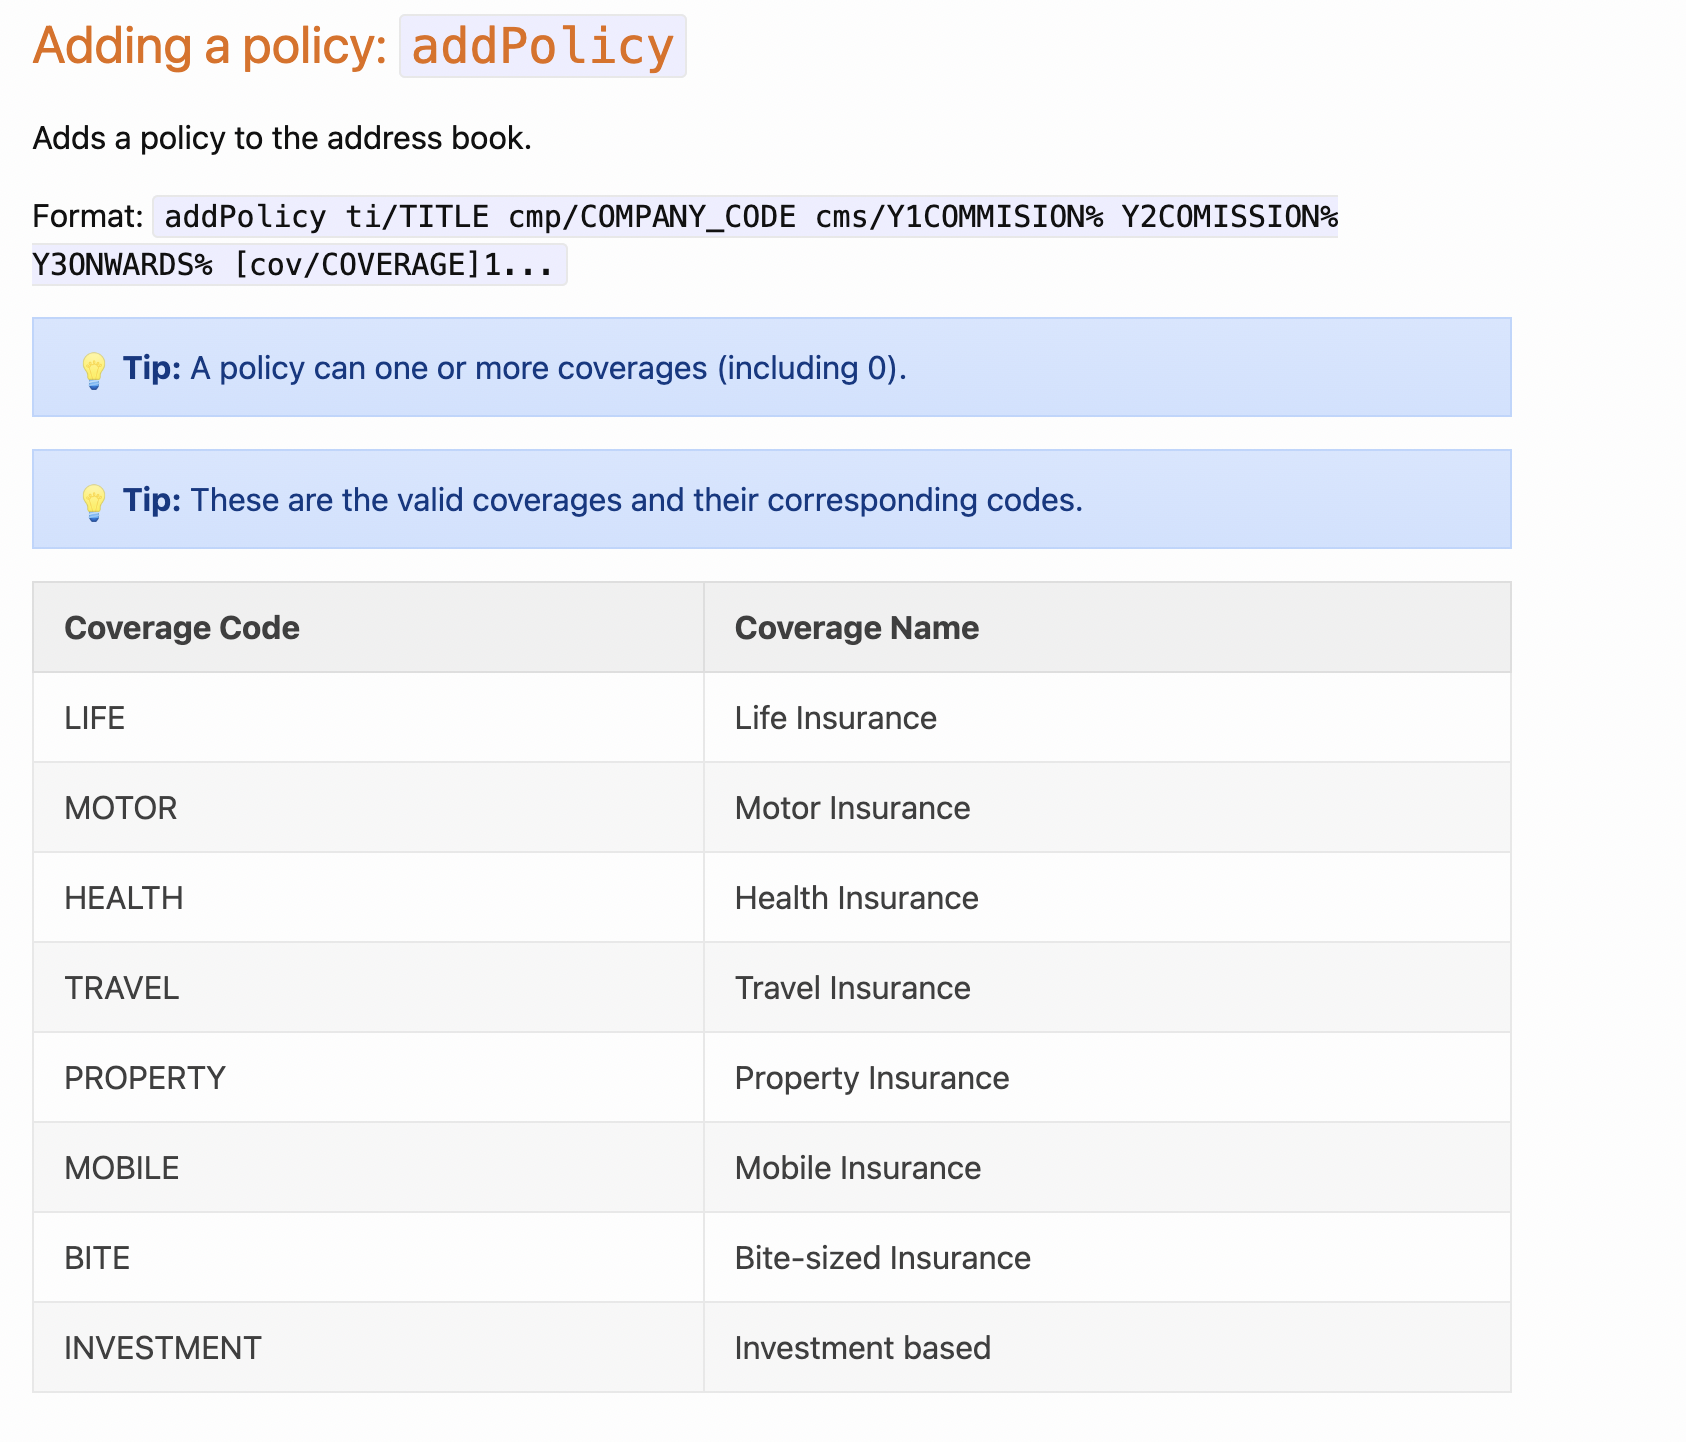 Adding a policy: addPolicy
Adds a policy to the address book.
Format: addPolicy ti/TITLE cmp/COMPANY_CODE cms/Y1COMMISION% Y2COMISSION%
Y3ONWARDS% [cov/COVERAGE]1...
💡 Tip: A policy can one or more coverages (including 0).
💡 Tip: These are the valid coverages and their corresponding codes.
Coverage Code Coverage Name
LIFE Life Insurance
MOTOR Motor Insurance
HEALTH Health Insurance
TRAVEL Travel Insurance
PROPERTY Property Insurance
MOBILE Mobile Insurance
BITE Bite-sized Insurance
INVESTMENT Investment based